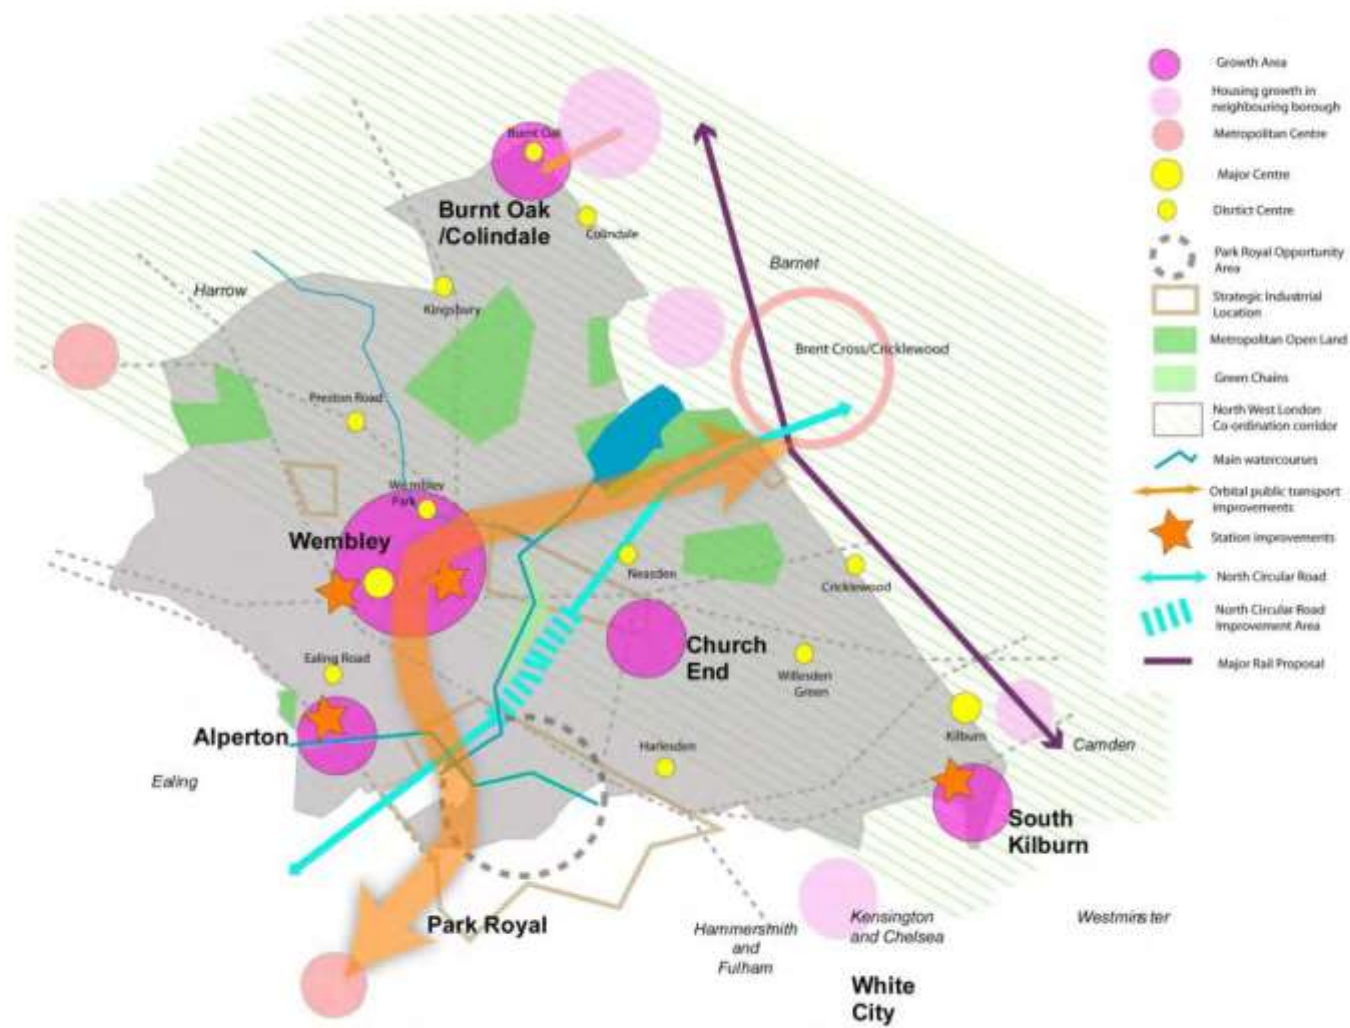 Growth Area
Housing growth in
neighbouring borough
Metropolitan Centre
Major Centre
Disrtict Centre
Park Royal Opportunity
Area
Strategic Industrial
Location
Metropolitan Open Land
Green Chains
North West London
Co-ordination corridor
Main watercourses
Orbital public transport
improvements
Station improvements
North Circular Road
North Circular Road
Improvement Area
Major Rail Proposal
Burnt Oak
Burnt Oak
/Colindale
Colindale
Harrow
Barnet
Kingsbury
Brent Cross/Cricklewood
Preston Road
Wembley
Park
Wembley
Neasden
Cricklewood
Church
End
Ealing Road
Willesden
Green
Alperton
Harlesden
Kilburn
Camden
Ealing
South
Kilburn
Park Royal
Hammersmith
and
Fulham
Kensington
and Chelsea
Westminster
White
City